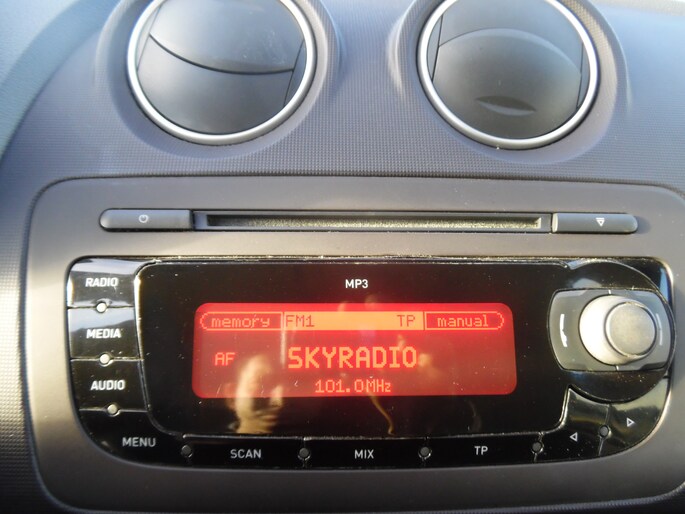 MP3
RADIO
MEDIA
AUDIO
memory FM1 TP manual
AF SKYRADIO
101.0MHz
MENU SCAN MIX TP